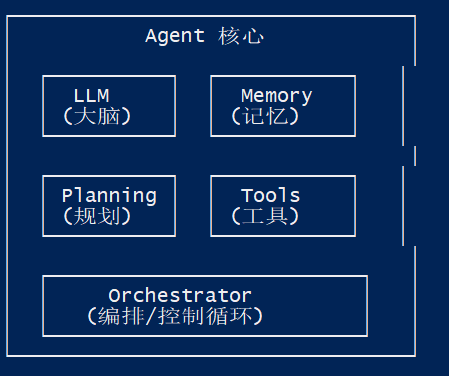 Agent 核心
LLM
(大脑)
Memory
(记忆)
Planning
(规划)
Tools
(工具)
Orchestrator
(编排/控制循环)